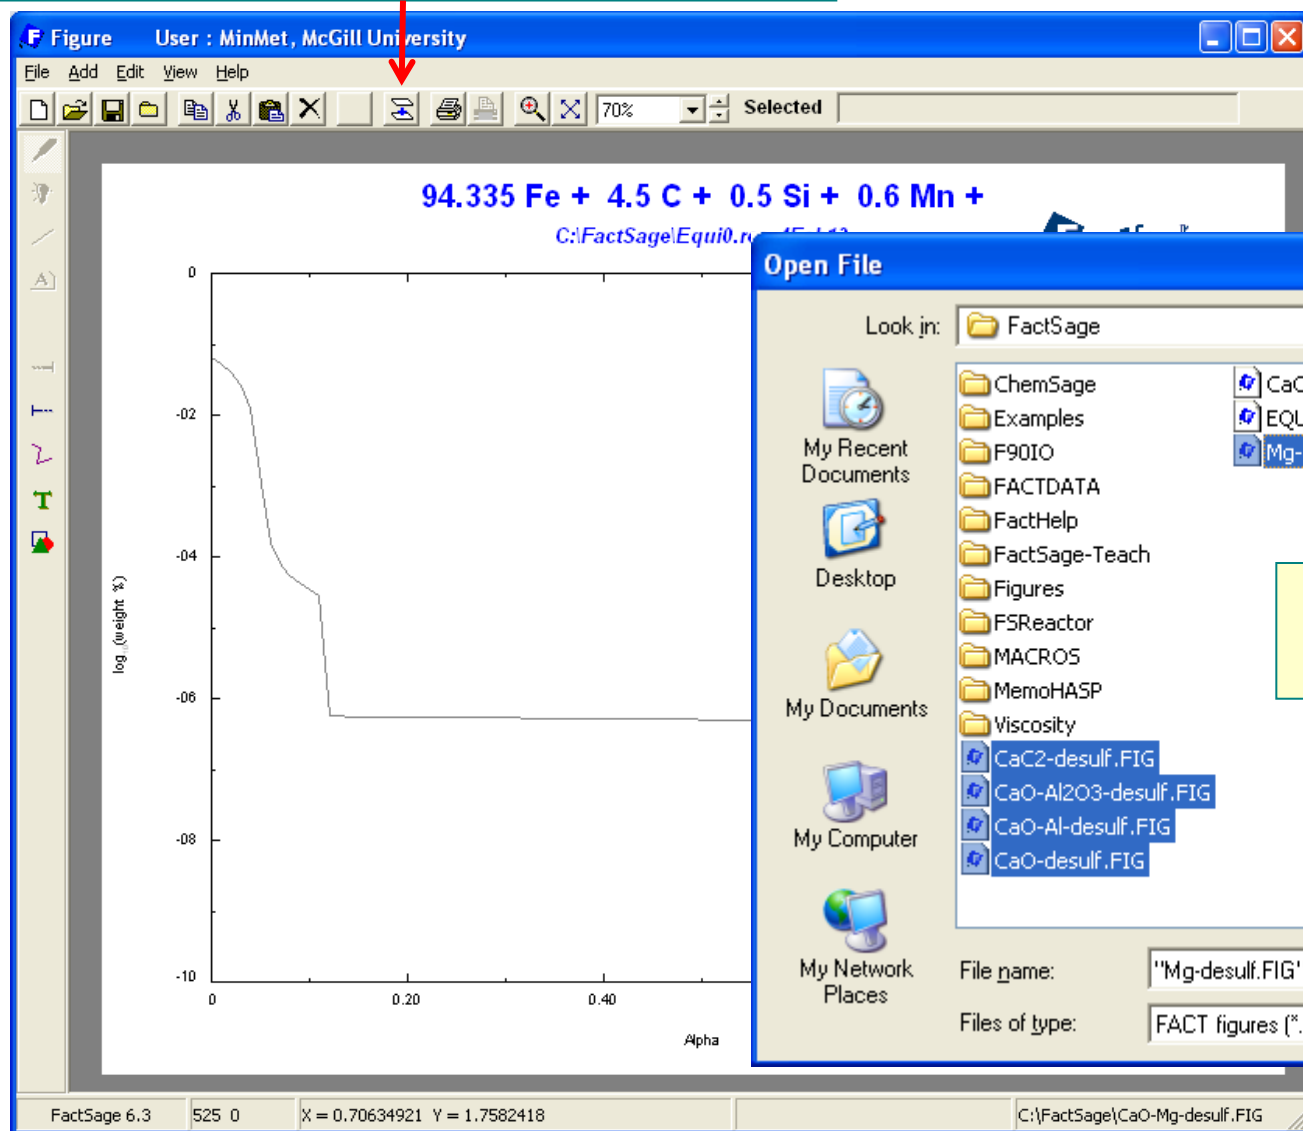 Figure User : MinMet, McGill University
File Add Edit View Help
70% Selected
94.335 Fe + 4.5 C + 0.5 Si + 0.6 Mn +
C:\FactSage\Equi0.re
0
-02
-04
-06
-08
-10
log10(weight %)
0 0.20 0.40
Alpha
Open File
Look in: FactSage
ChemSage
Examples
F90IO
FACTDATA
FactHelp
FactSage-Teach
Figures
FSReactor
MACROS
MemoHASP
Viscosity
CaC2-desulf.FIG
CaO-Al2O3-desulf.FIG
CaO-Al-desulf.FIG
CaO-desulf.FIG
CaO
EQU
Mg-
My Recent
Documents
Desktop
My Documents
My Computer
My Network
Places
File name: "Mg-desulf.FIG"
Files of type: FACT figures (*.
FactSage 6.3 525 0 X = 0.70634921 Y = 1.7582418 C:\FactSage\CaO-Mg-desulf.FIG